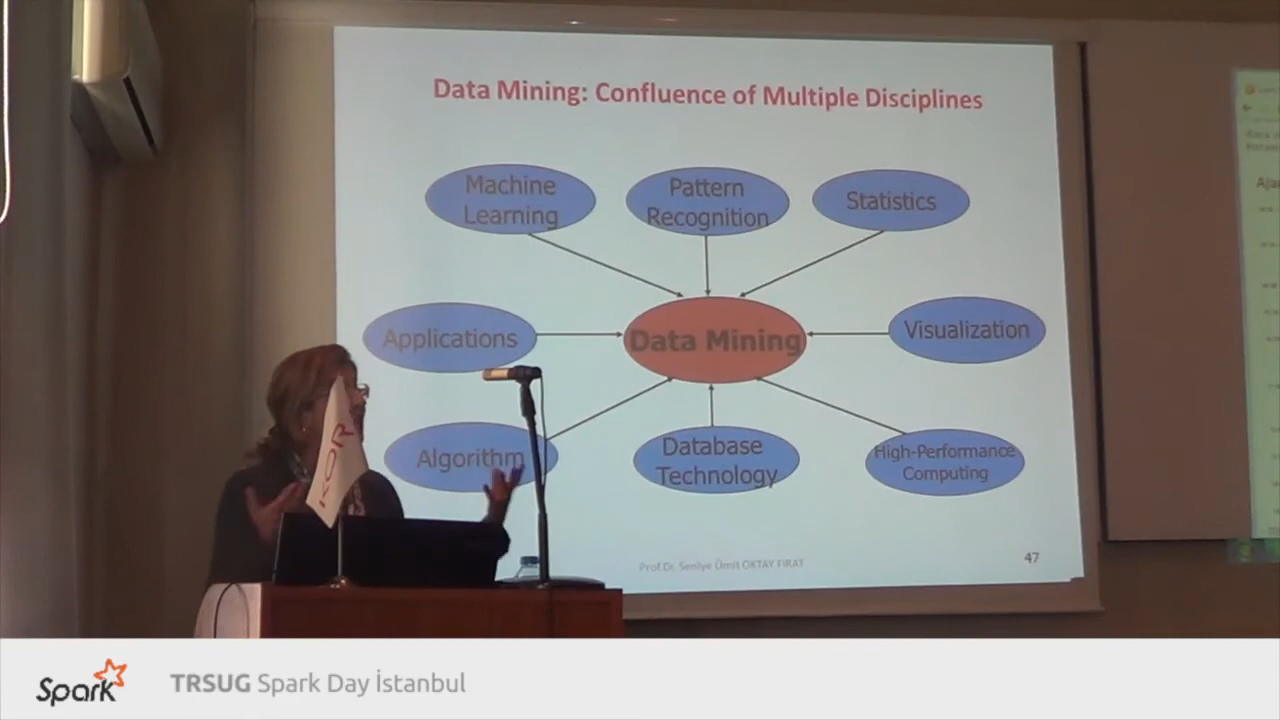 Data Mining: Confluence of Multiple Disciplines
Machine
Learning
Pattern
Recognition
Statistics
Applications
Data Mining
Visualization
Algorithm
Database
Technology
High-Performance
Computing
Prof.Dr. Seniye Ümit OKTAY FIRAT
47
KOR
Spark
TRSUG Spark Day İstanbul